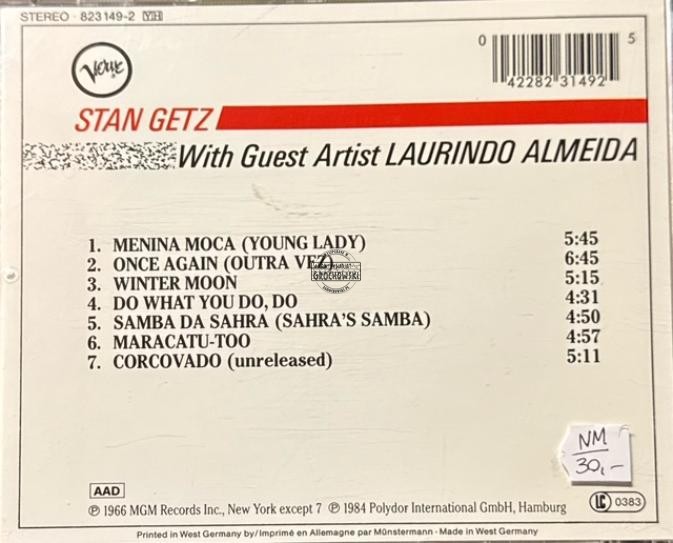 STEREO · 823 149-2 YH
Verve
0 42282 31492 5
STAN GETZ
With Guest Artist LAURINDO ALMEIDA
1. MENINA MOCA (YOUNG LADY) 5:45
2. ONCE AGAIN (OUTRA VEZ) 6:45
3. WINTER MOON 5:15
4. DO WHAT YOU DO, DO 4:31
5. SAMBA DA SAHRA (SAHRA'S SAMBA) 4:50
6. MARACATU-TOO 4:57
7. CORCOVADO (unreleased) 5:11
GROCHOWSKI
NM
30,-
AAD
℗ 1966 MGM Records Inc., New York except 7 ℗ 1984 Polydor International GmbH, Hamburg
LC 0383
Printed in West Germany by/Imprimé en Allemagne par Münstermann · Made in West Germany